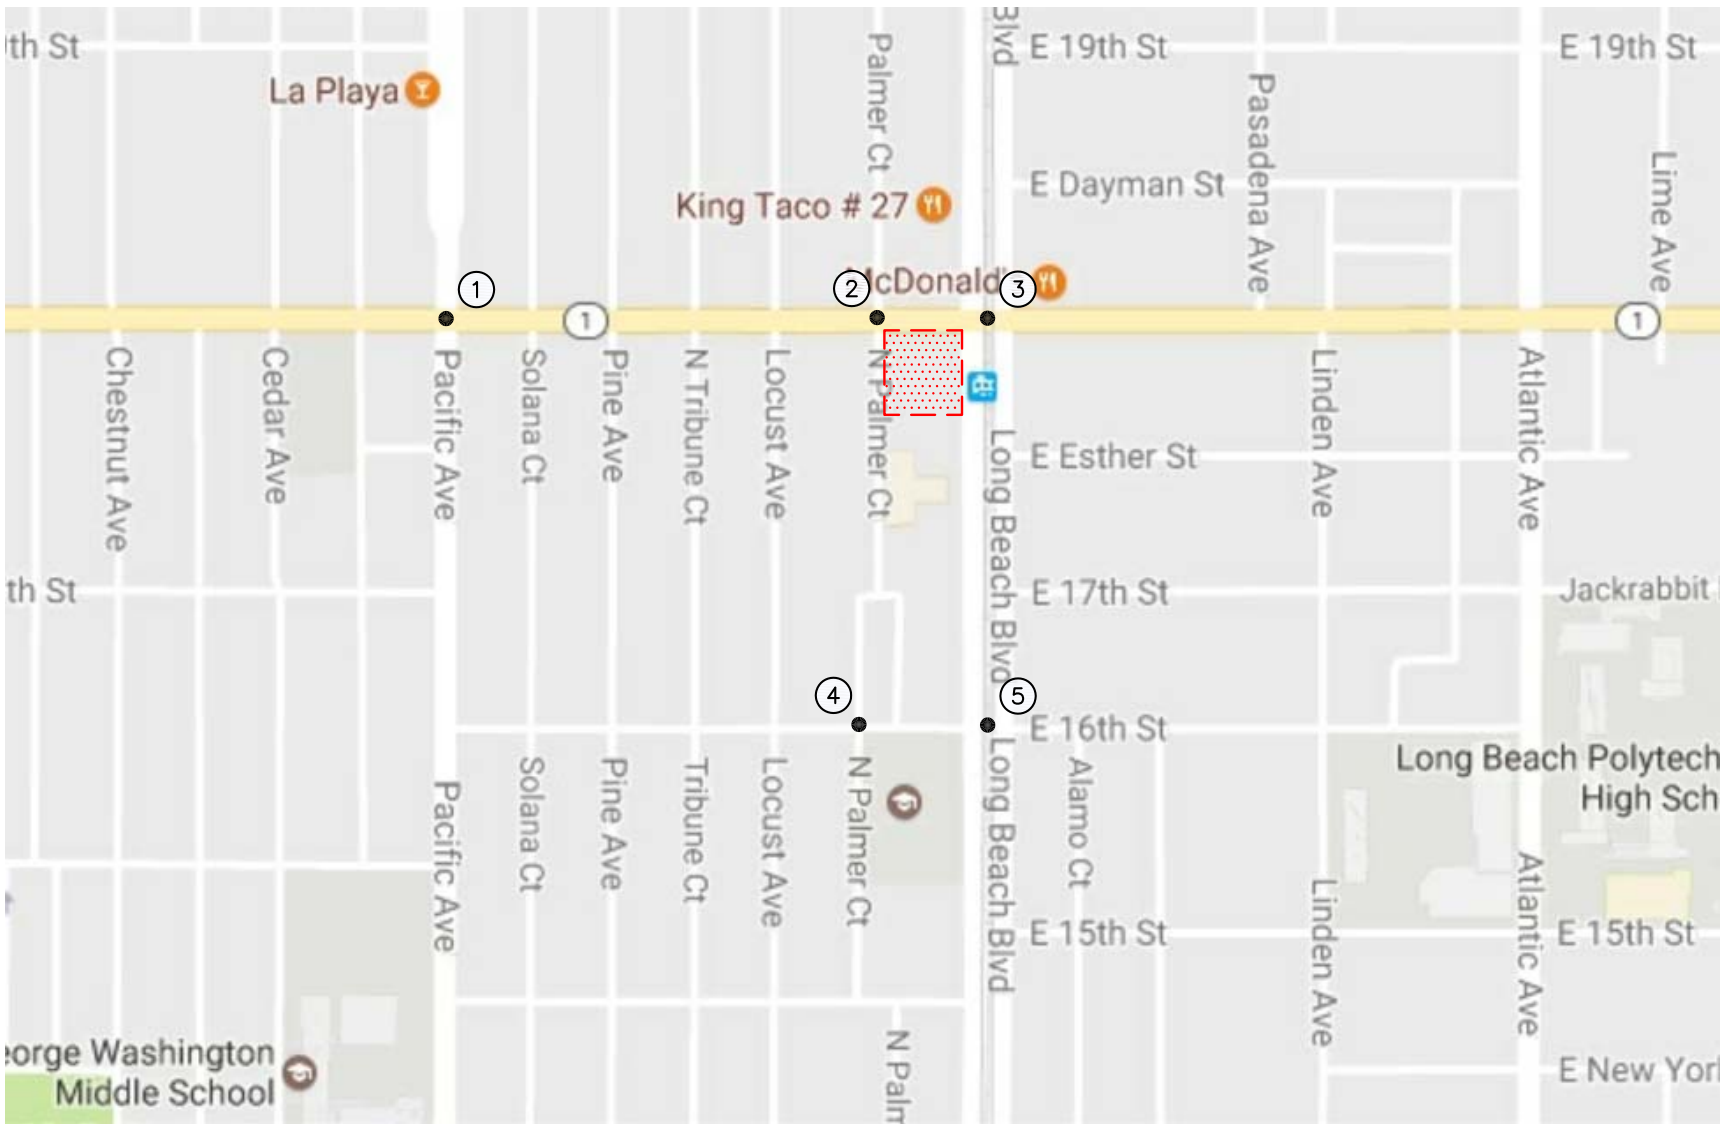 th St
Palmer Ct
Blvd
E 19th St
E 19th St
La Playa
Pasadena Ave
Lime Ave
E Dayman St
King Taco # 27
McDonald'
1
2
3
1
1
Chestnut Ave
Cedar Ave
Pacific Ave
Solana Ct
Pine Ave
N Tribune Ct
Locust Ave
N Palmer Ct
Long Beach Blvd
E Esther St
Linden Ave
Atlantic Ave
th St
E 17th St
Jackrabbit
4
5
E 16th St
Long Beach Polytech
High Sch
Pacific Ave
Solana Ct
Pine Ave
Tribune Ct
Locust Ave
N Palmer Ct
Long Beach Blvd
Alamo Ct
Linden Ave
Atlantic Ave
E 15th St
E 15th St
eorge Washington
Middle School
N Palm
E New York